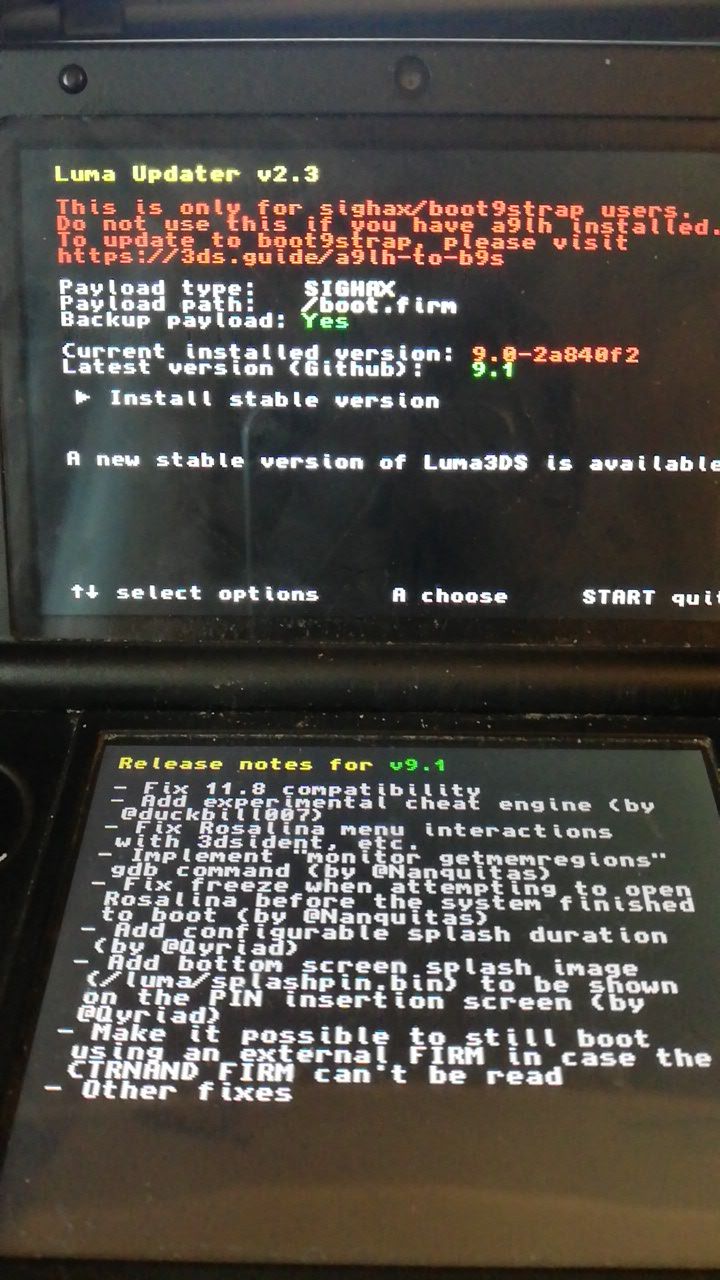 Luma Updater v2.3
This is only for sighax/boot9strap users.
Do not use this if you have a9lh installed.
To update to boot9strap, please visit
https://3ds.guide/a9lh-to-b9s
Payload type: SIGHAX
Payload path: /boot.firm
Backup payload: Yes
Current installed version: 9.0-2a840f2
Latest version (Github): 9.1
► Install stable version
A new stable version of Luma3DS is available
↑↓ select options A choose START quit
Release notes for v9.1
- Fix 11.8 compatibility
- Add experimental cheat engine (by
@duckbill007)
- Fix Rosalina menu interactions
with 3dsident, etc.
- Implement "monitor getmemregions"
gdb command (by @Nanquitas)
- Fix freeze when attempting to open
Rosalina before the system finished
to boot (by @Nanquitas)
- Add configurable splash duration
(by @Qyriad)
- Add bottom screen splash image
(/luma/splashpin.bin) to be shown
on the PIN insertion screen (by
@Qyriad)
- Make it possible to still boot
using an external FIRM in case the
CTRNAND FIRM can't be read
- Other fixes